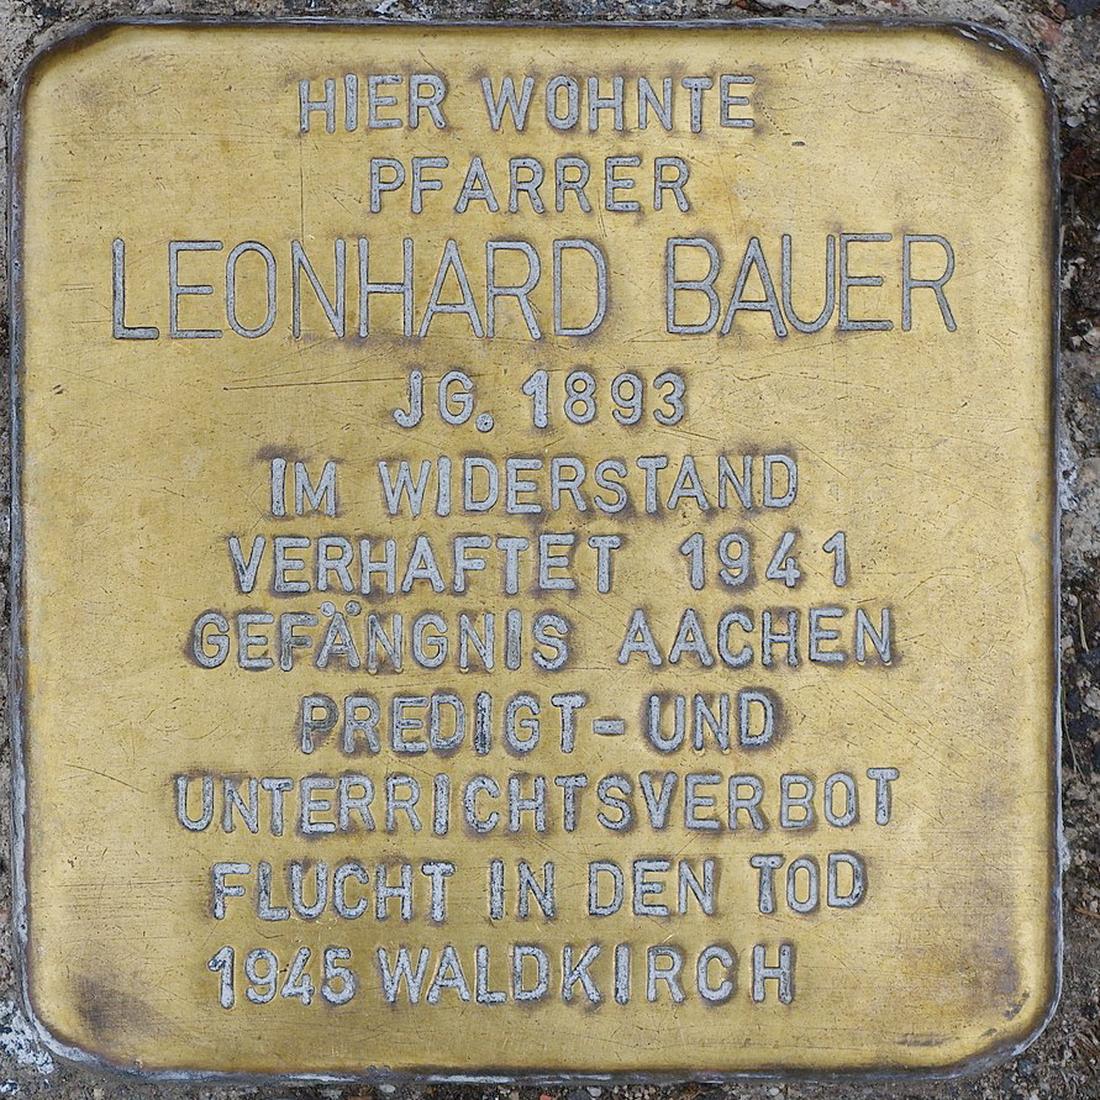 HIER WOHNTE
PFARRER
LEONHARD BAUER
JG. 1893
IM WIDERSTAND
VERHAFTET 1941
GEFÄNGNIS AACHEN
PREDIGT- UND
UNTERRICHTSVERBOT
FLUCHT IN DEN TOD
1945 WALDKIRCH